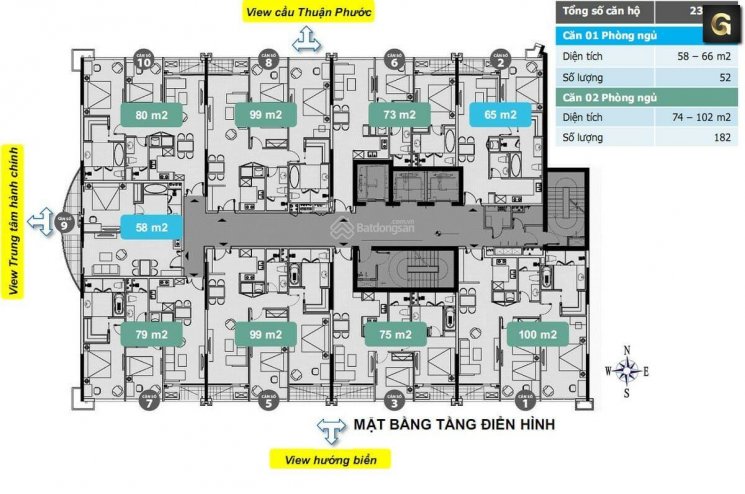 View cầu Thuận Phước
Tổng số căn hộ
G
Căn 01 Phòng ngủ
Diện tích
58 – 66 m2
Số lượng
52
Căn 02 Phòng ngủ
Diện tích
74 – 102 m2
Số lượng
182
CĂN SỐ
10
CĂN SỐ
8
CĂN SỐ
6
CĂN SỐ
2
80 m2
99 m2
73 m2
65 m2
View Trung tâm hành chính
CĂN SỐ
9
58 m2
Batdongsan
.com.vn
79 m2
99 m2
75 m2
100 m2
CĂN SỐ
7
CĂN SỐ
5
CĂN SỐ
3
CĂN SỐ
1
N
W
E
S
MẶT BẰNG TẦNG ĐIỂN HÌNH
View hướng biển